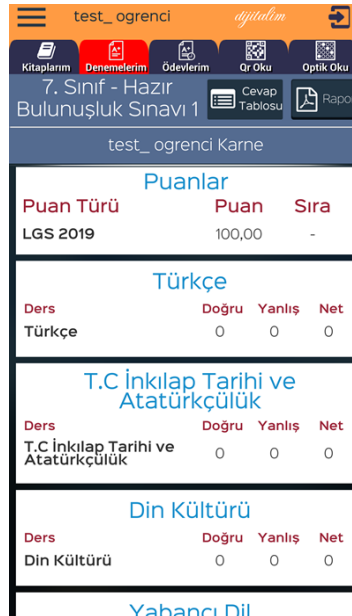 test_ ogrenci dijitalim
Kitaplarım Denemelerim Ödevlerim Qr Oku Optik Oku
7. Sınıf - Hazır
Bulunuşluk Sınavı 1
Cevap
Tablosu
Rapo
test_ ogrenci Karne
Puanlar
Puan Türü Puan Sıra
LGS 2019 100,00 -
Türkçe
Ders Doğru Yanlış Net
Türkçe 0 0 0
T.C İnkılap Tarihi ve
Atatürkçülük
Ders Doğru Yanlış Net
T.C İnkılap Tarihi ve
Atatürkçülük 0 0 0
Din Kültürü
Ders Doğru Yanlış Net
Din Kültürü 0 0 0
Yabancı Dil